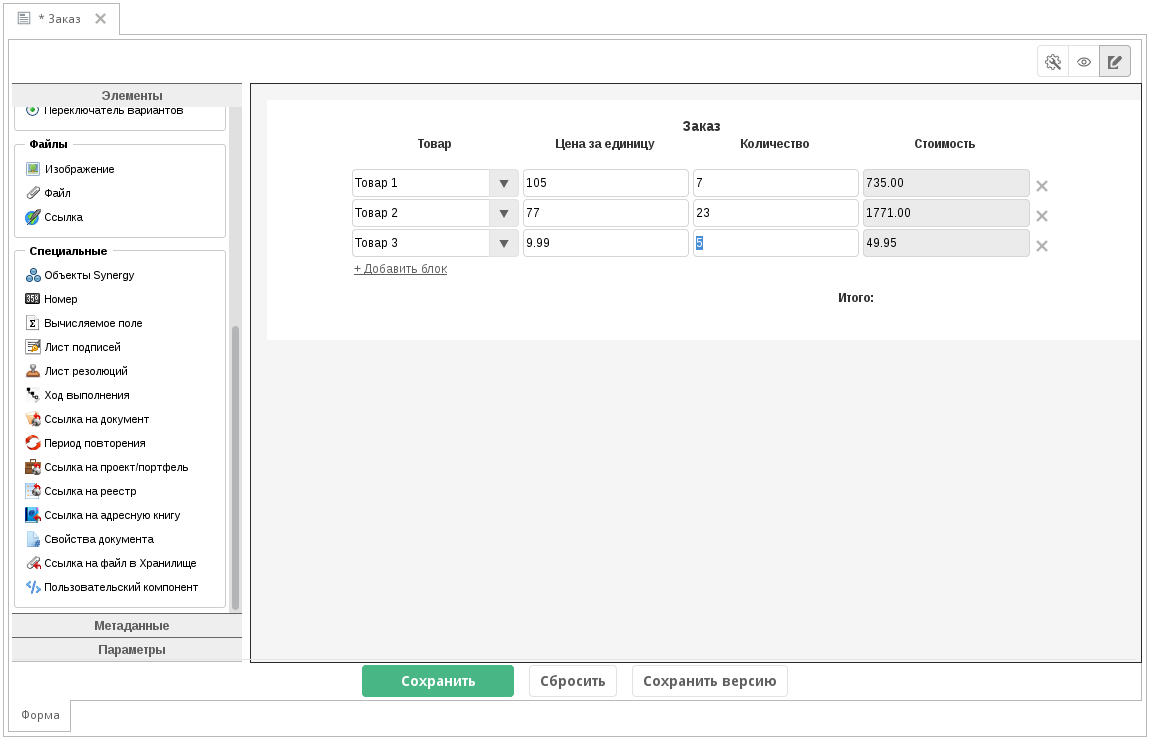 * Заказ
Элементы
Переключатель вариантов
Файлы
Изображение
Файл
Ссылка
Специальные
Объекты Synergy
358 Номер
Σ Вычисляемое поле
Лист подписей
Лист резолюций
Ход выполнения
Ссылка на документ
Период повторения
Ссылка на проект/портфель
Ссылка на реестр
Ссылка на адресную книгу
Свойства документа
Ссылка на файл в Хранилище
Пользовательский компонент
Метаданные
Параметры
Заказ
Товар Цена за единицу Количество Стоимость
Товар 1 105 7 735.00
Товар 2 77 23 1771.00
Товар 3 9.99 5 49.95
+ Добавить блок
Итого:
Сохранить Сбросить Сохранить версию
Форма